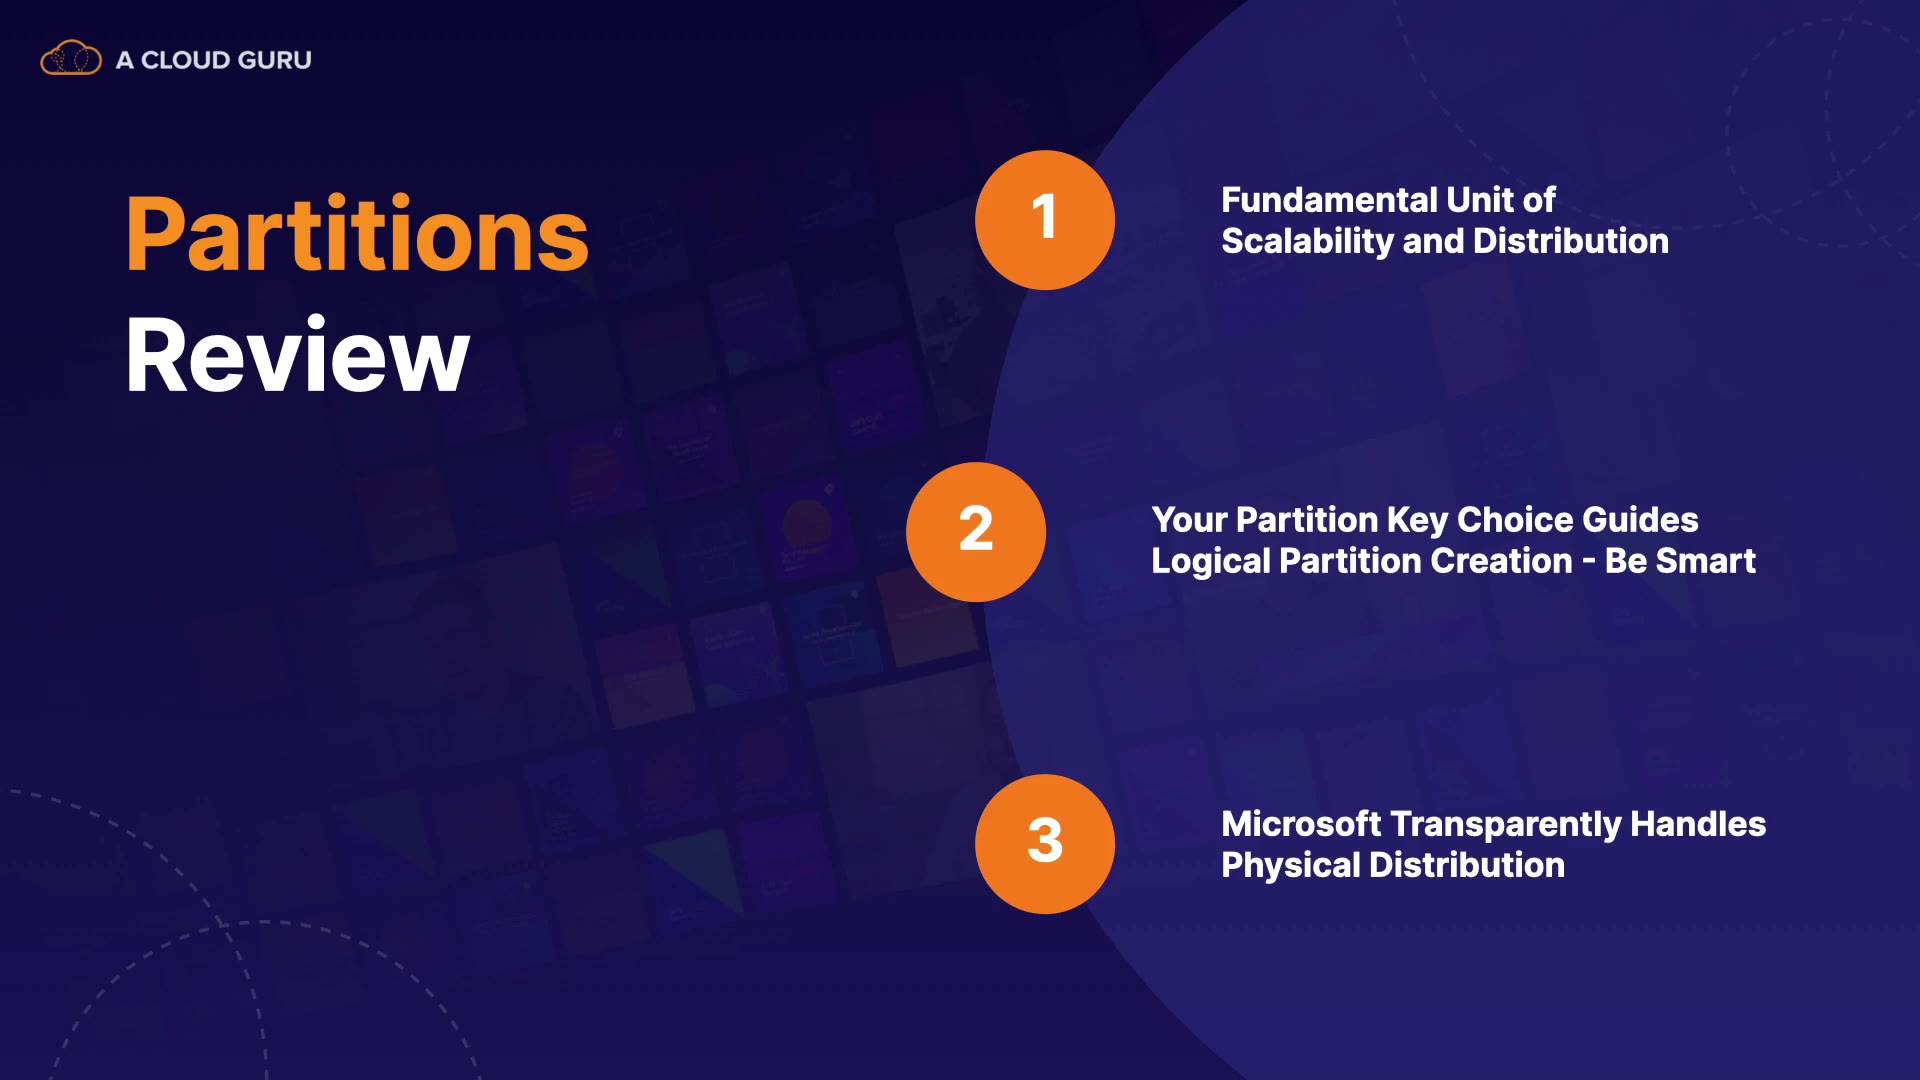 A CLOUD GURU
Partitions
Review
1
Fundamental Unit of
Scalability and Distribution
2
Your Partition Key Choice Guides
Logical Partition Creation - Be Smart
3
Microsoft Transparently Handles
Physical Distribution